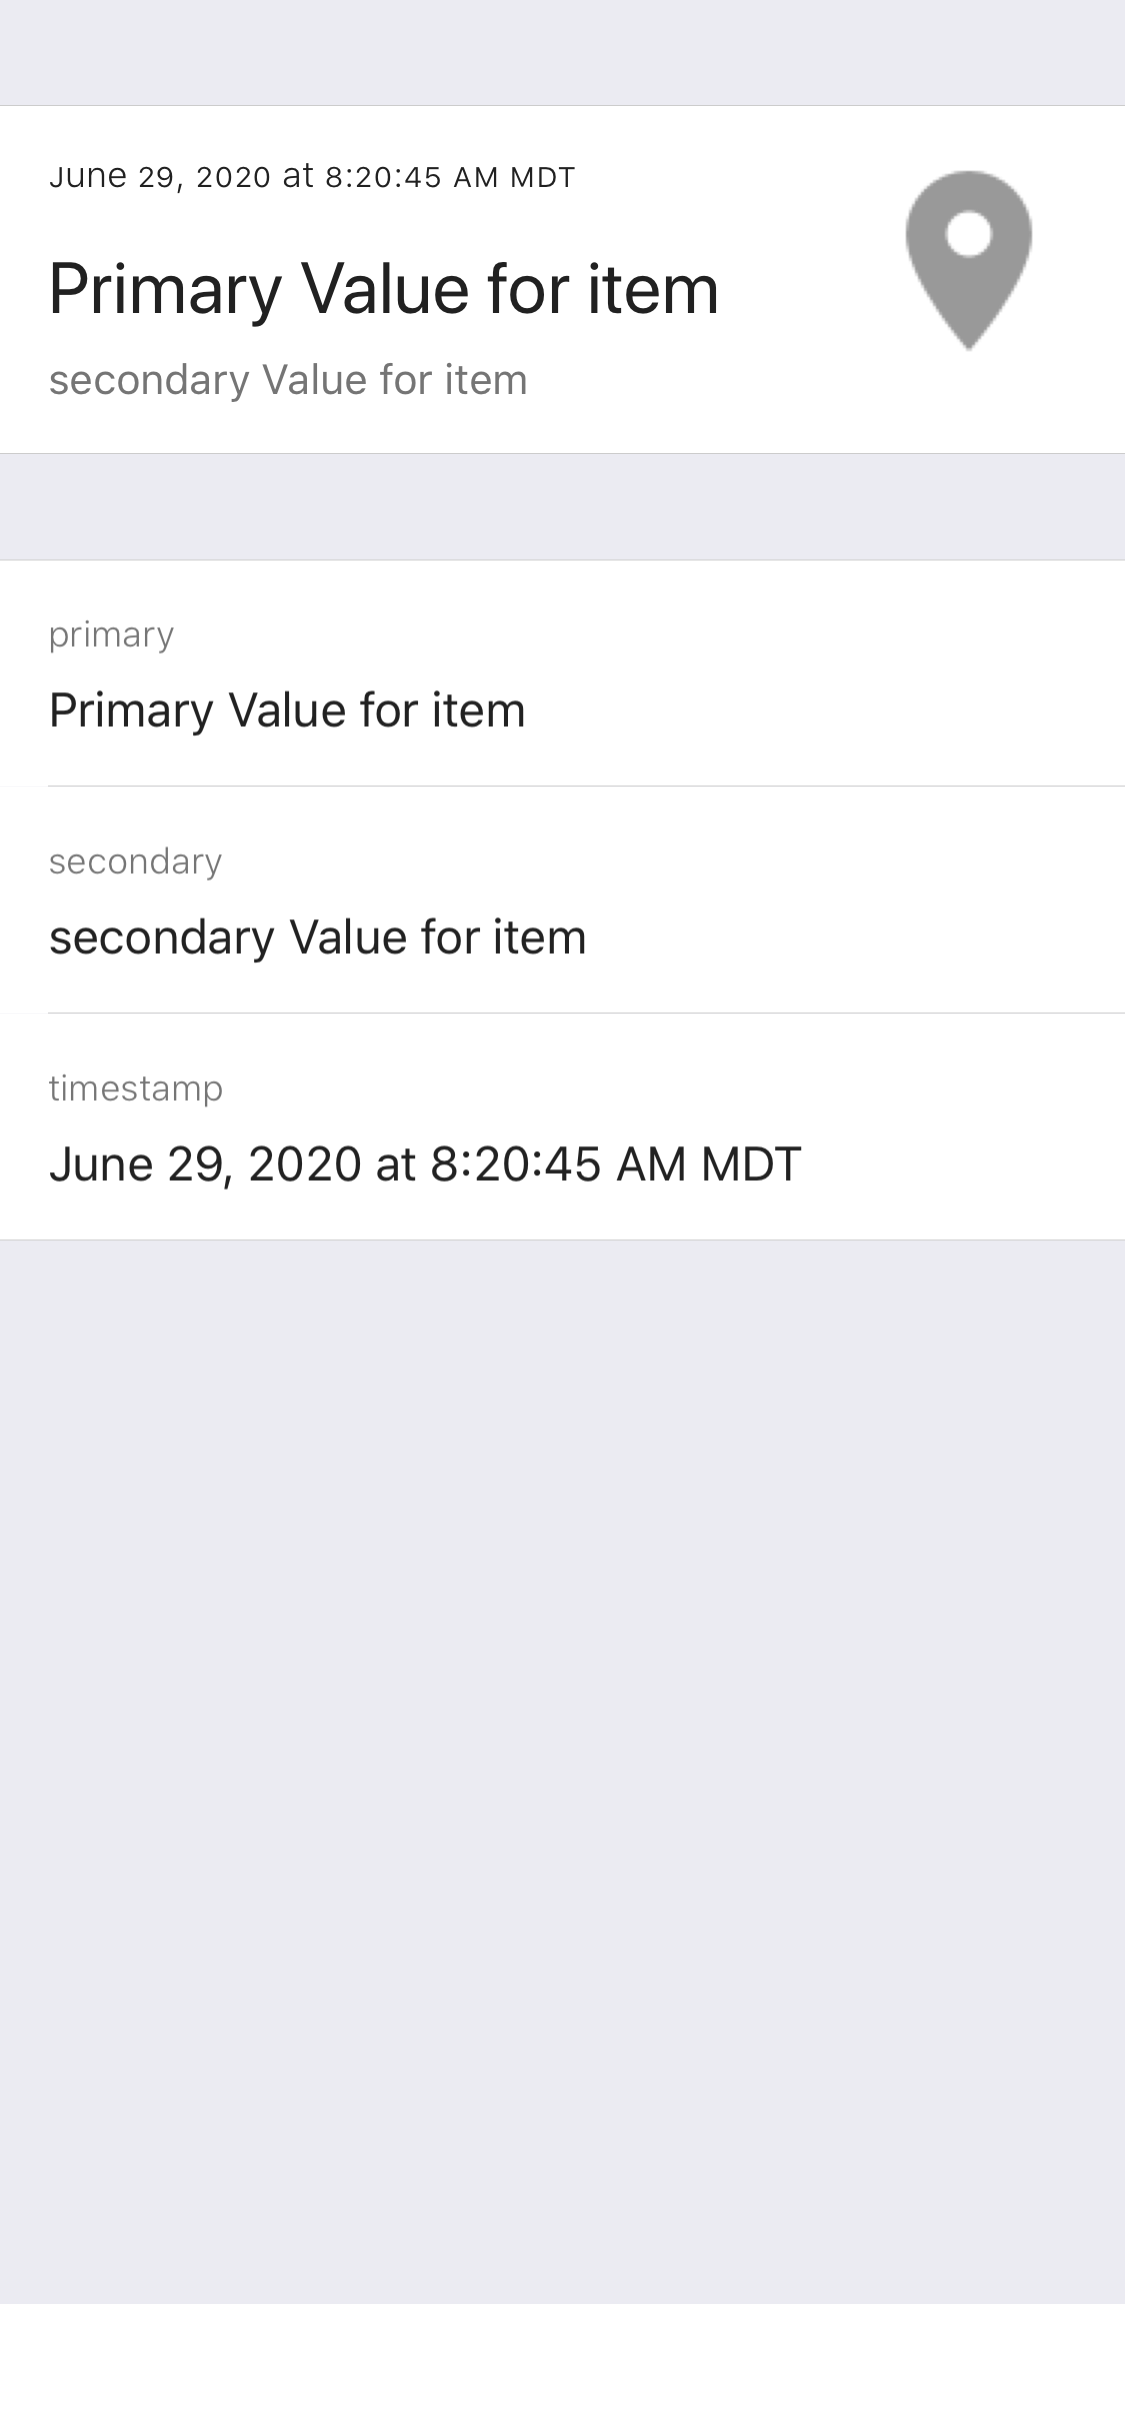 June 29, 2020 at 8:20:45 AM MDT
Primary Value for item
secondary Value for item
primary
Primary Value for item
secondary
secondary Value for item
timestamp
June 29, 2020 at 8:20:45 AM MDT